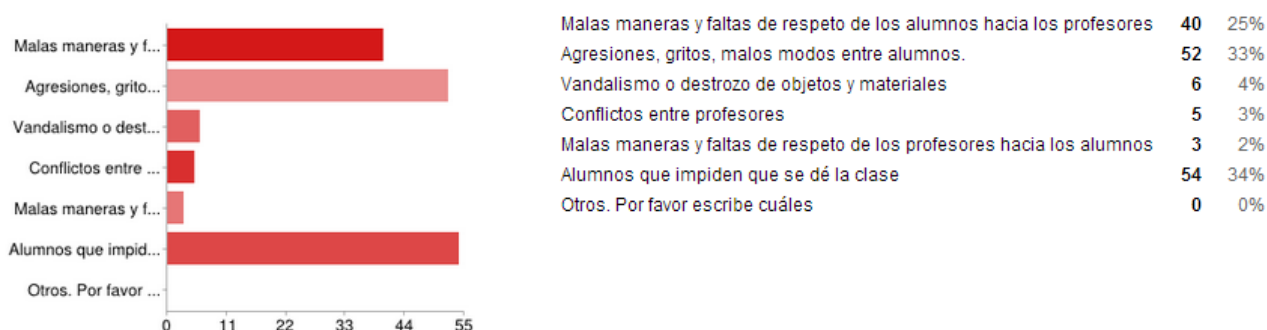 Malas maneras y f...
Agresiones, grito...
Vandalismo o dest...
Conflictos entre ...
Malas maneras y f...
Alumnos que impid...
Otros. Por favor ...
0 11 22 33 44 55
Malas maneras y faltas de respeto de los alumnos hacia los profesores 40 25%
Agresiones, gritos, malos modos entre alumnos. 52 33%
Vandalismo o destrozo de objetos y materiales 6 4%
Conflictos entre profesores 5 3%
Malas maneras y faltas de respeto de los profesores hacia los alumnos 3 2%
Alumnos que impiden que se dé la clase 54 34%
Otros. Por favor escribe cuáles 0 0%